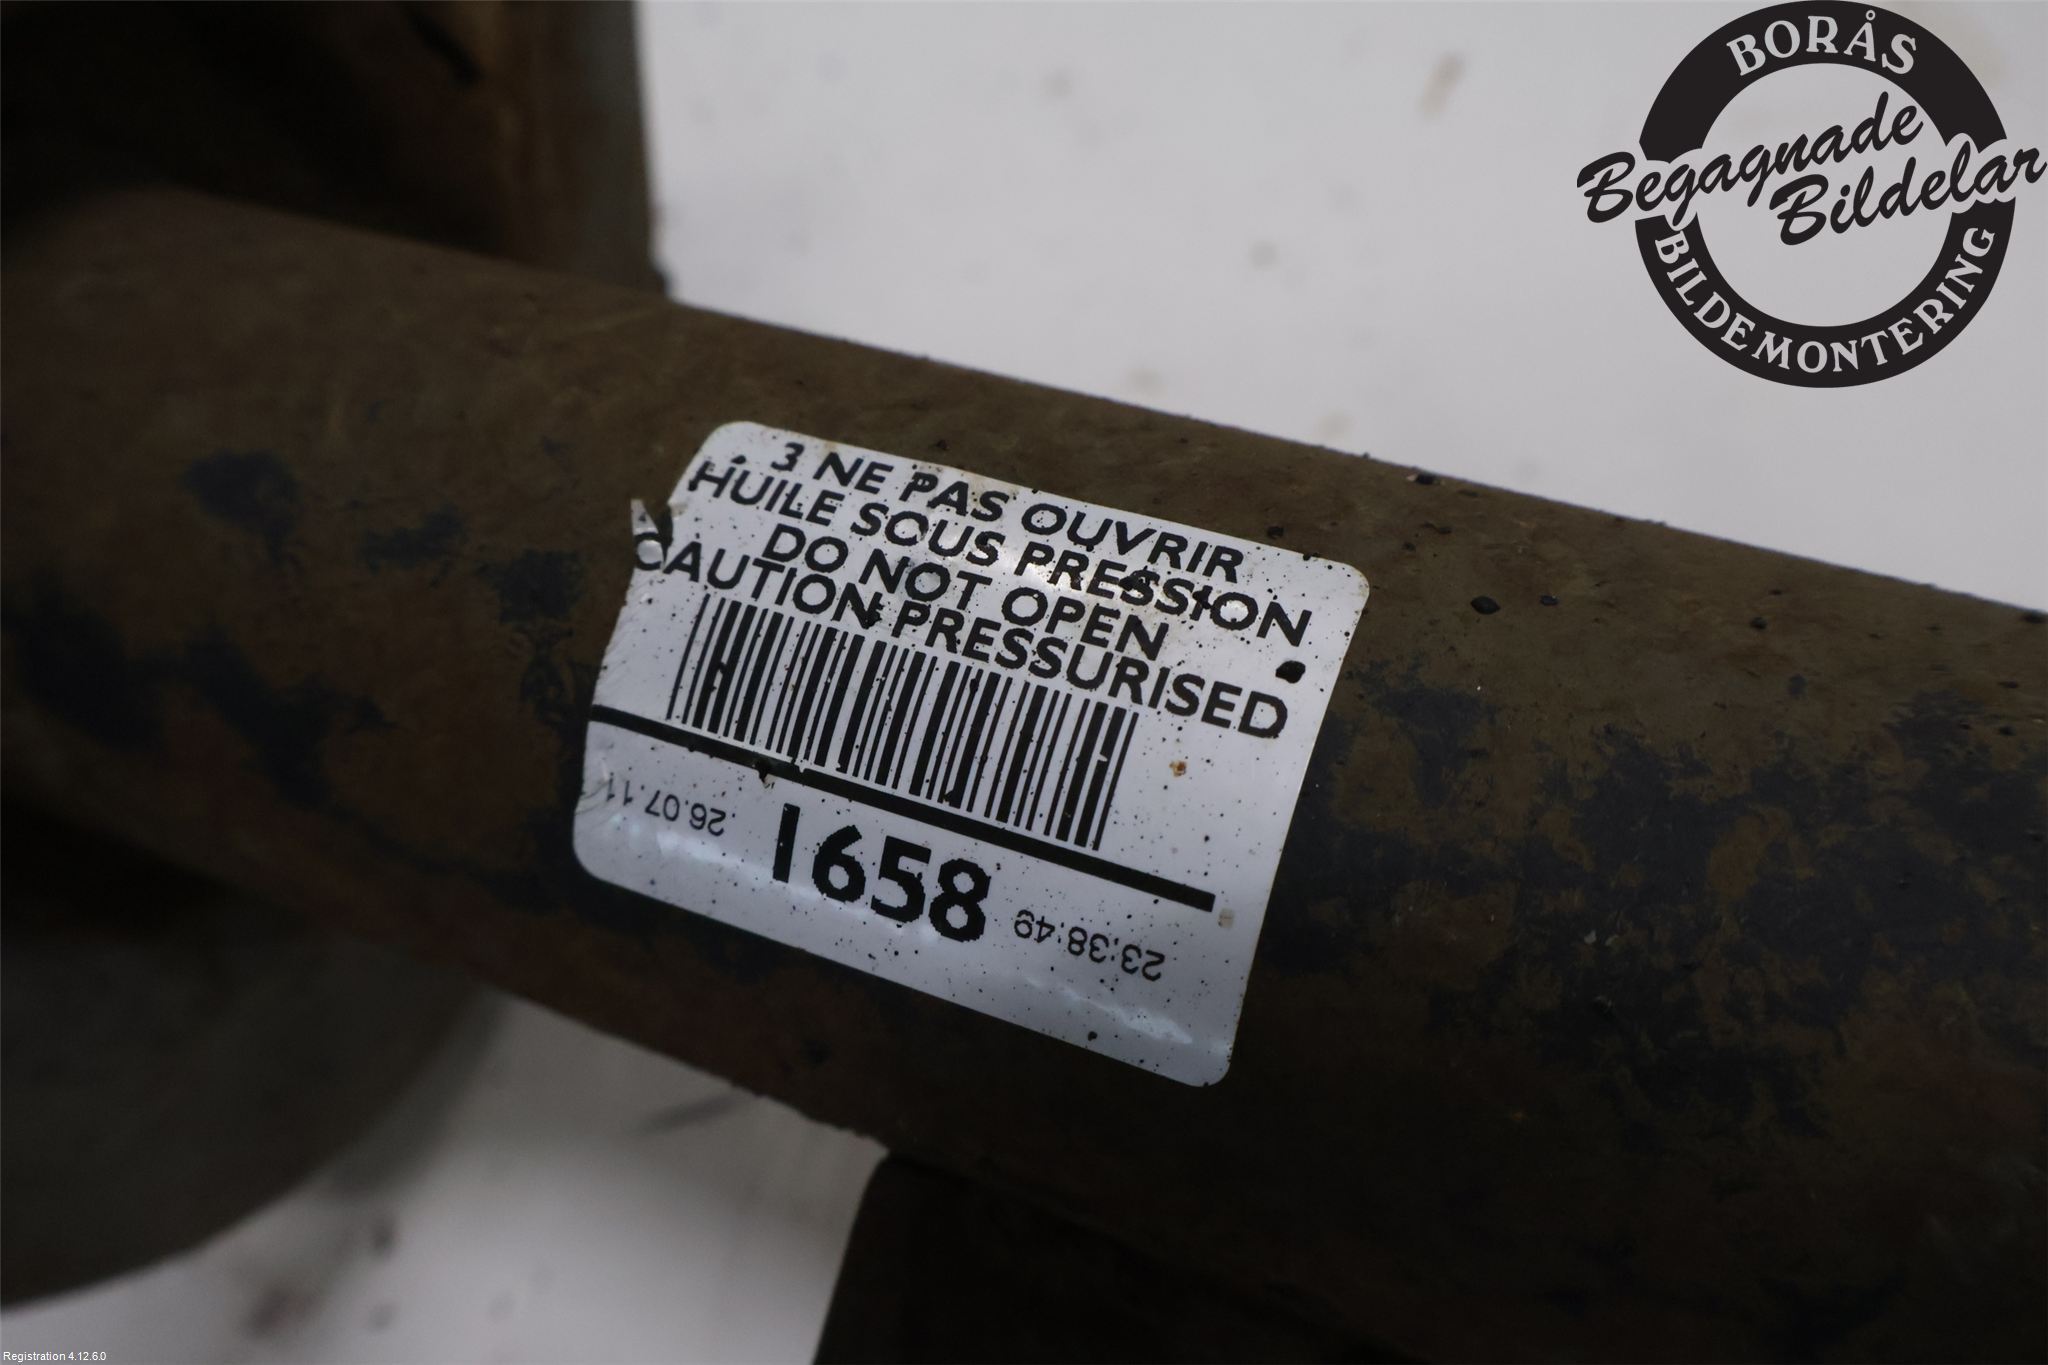 BORÅS
Begagnade
Bildelar
BILDEMONTERING
3 NE PAS OUVRIR
HUILE SOUS PRESSION
DO NOT OPEN
CAUTION PRESSURISED
26.07.11
1658
23:38:49
Registration 4.12.6.0